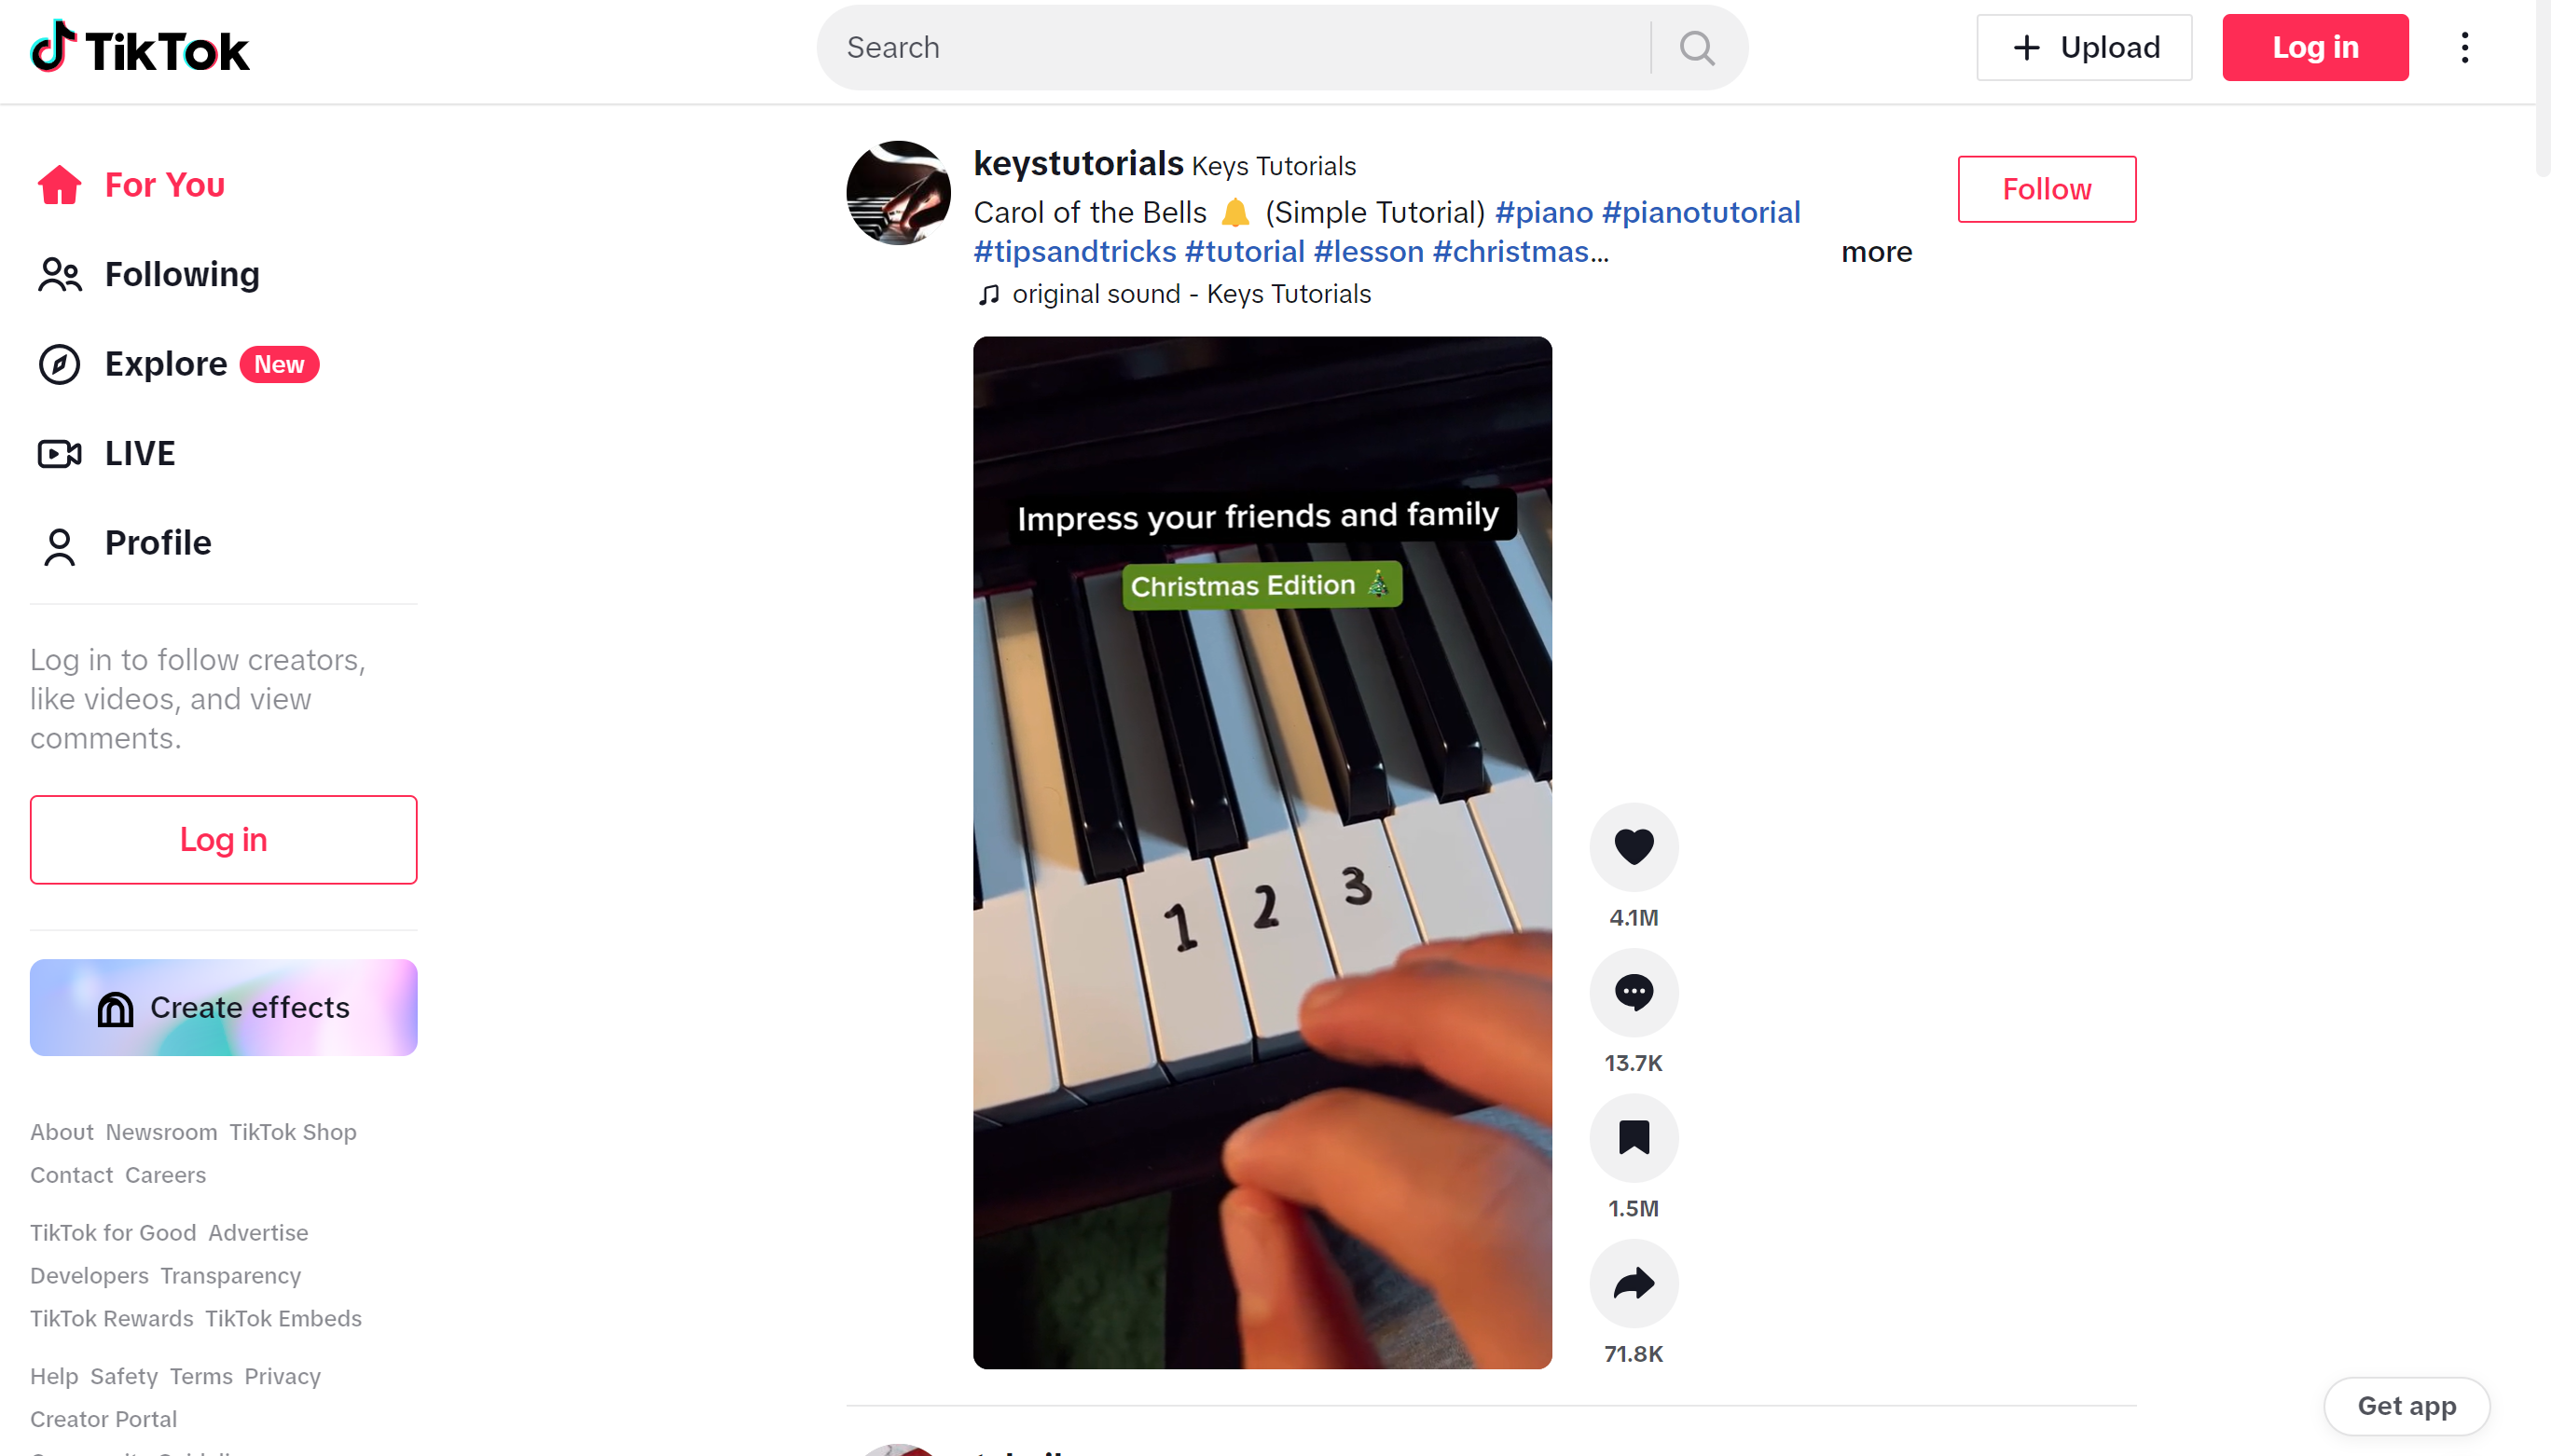 TikTok
Search
Upload
Log in
For You
Following
Explore New
LIVE
Profile
Log in to follow creators,
like videos, and view
comments.
Log in
Create effects
About Newsroom TikTok Shop
Contact Careers
TikTok for Good Advertise
Developers Transparency
TikTok Rewards TikTok Embeds
Help Safety Terms Privacy
Creator Portal
keystutorials Keys Tutorials
Follow
Carol of the Bells 🔔 (Simple Tutorial) #piano #pianotutorial
#tipsandtricks #tutorial #lesson #christmas...
more
original sound - Keys Tutorials
Impress your friends and family
Christmas Edition 🎄
1 2 3
4.1M
13.7K
1.5M
71.8K
Get app